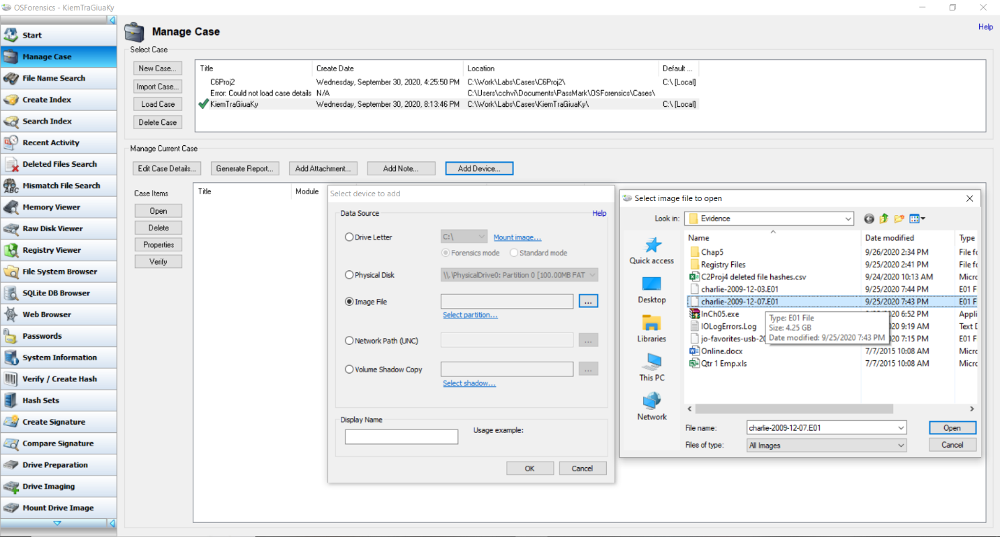 OSForensics - KiemTraGiuaKy
Start
Manage Case
File Name Search
Create Index
Search Index
Recent Activity
Deleted Files Search
Mismatch File Search
Memory Viewer
Raw Disk Viewer
Registry Viewer
File System Browser
SQLite DB Browser
Web Browser
Passwords
System Information
Verify / Create Hash
Hash Sets
Create Signature
Compare Signature
Drive Preparation
Drive Imaging
Mount Drive Image
Manage Case
Help
Select Case
New Case...
Import Case...
Load Case
Delete Case
Title Create Date Location Default ...
C6Proj2 Wednesday, September 30, 2020, 4:25:50 PM C:\Work\Labs\Cases\C6Proj2\ C:\ [Local]
Error: Could not load case details N/A C:\Users\cchvi\Documents\PassMark\OSForensics\Cases\
KiemTraGiuaKy Wednesday, September 30, 2020, 8:13:46 PM C:\Work\Labs\Cases\KiemTraGiuaKy\ C:\ [Local]
Manage Current Case
Edit Case Details... Generate Report... Add Attachment... Add Note... Add Device...
Case Items
Open
Delete
Properties
Verify
Title Module
Select device to add
Data Source
Help
Drive Letter C:\ Mount image...
Forensics mode Standard mode
Physical Disk \\.\PhysicalDrive0: Partition 0 [100.00MB FAT
Image File ...
Select partition...
Network Path (UNC) ...
Volume Shadow Copy ...
Select shadow...
Display Name
Usage example:
OK Cancel
Select image file to open
Look in: Evidence
Quick access
Desktop
Libraries
This PC
Network
Name Date modified Type
Chap5 9/26/2020 2:34 PM File fo
Registry Files 9/25/2020 2:41 PM File fo
C2Proj4 deleted file hashes.csv 9/24/2020 10:13 AM Micro
charlie-2009-12-03.E01 9/25/2020 7:44 PM E01 F
charlie-2009-12-07.E01 9/25/2020 7:43 PM E01 F
InCh05.exe 6:52 PM Appli
IOLogErrors.Log 9:19 AM Text D
jo-favorites-usb-20 7:15 PM E01 F
Online.docx 7/7/2015 10:08 AM Micro
Qtr 1 Emp.xls 7/7/2015 10:08 AM Micro
Type: E01 File
Size: 4.25 GB
Date modified: 9/25/2020 7:43 PM
File name: charlie-2009-12-07.E01 Open
Files of type: All Images Cancel